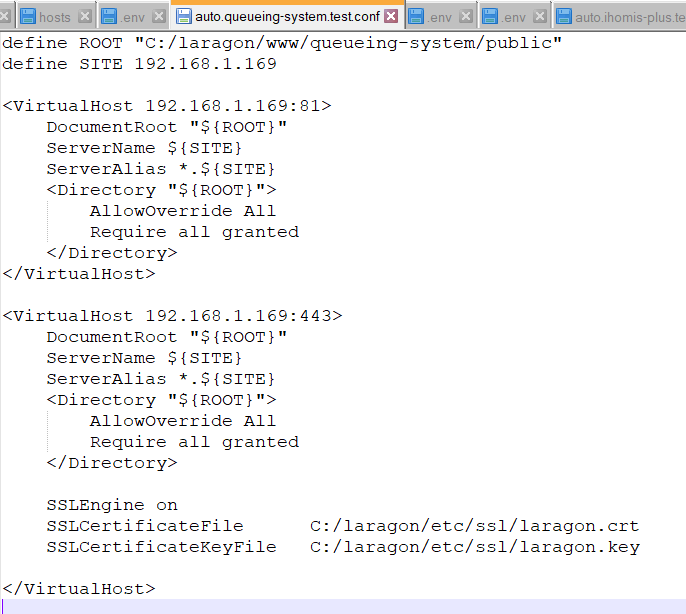 hosts
.env
auto.queueing-system.test.conf
.env
.env
auto.ihomis-plus.te
define ROOT "C:/laragon/www/queueing-system/public"
define SITE 192.168.1.169
<VirtualHost 192.168.1.169:81>
    DocumentRoot "${ROOT}"
    ServerName ${SITE}
    ServerAlias *.${SITE}
    <Directory "${ROOT}">
        AllowOverride All
        Require all granted
    </Directory>
</VirtualHost>
<VirtualHost 192.168.1.169:443>
    DocumentRoot "${ROOT}"
    ServerName ${SITE}
    ServerAlias *.${SITE}
    <Directory "${ROOT}">
        AllowOverride All
        Require all granted
    </Directory>
    SSLEngine on
    SSLCertificateFile      C:/laragon/etc/ssl/laragon.crt
    SSLCertificateKeyFile   C:/laragon/etc/ssl/laragon.key
</VirtualHost>